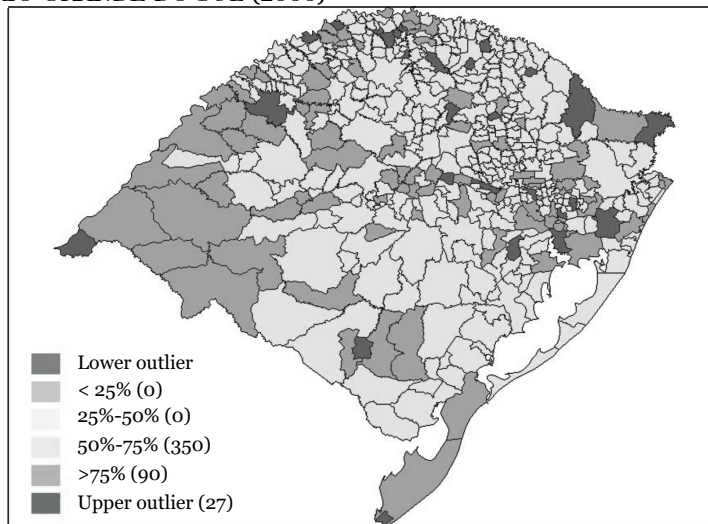 Lower outlier
< 25% (0)
25%-50% (0)
50%-75% (350)
>75% (90)
Upper outlier (27)